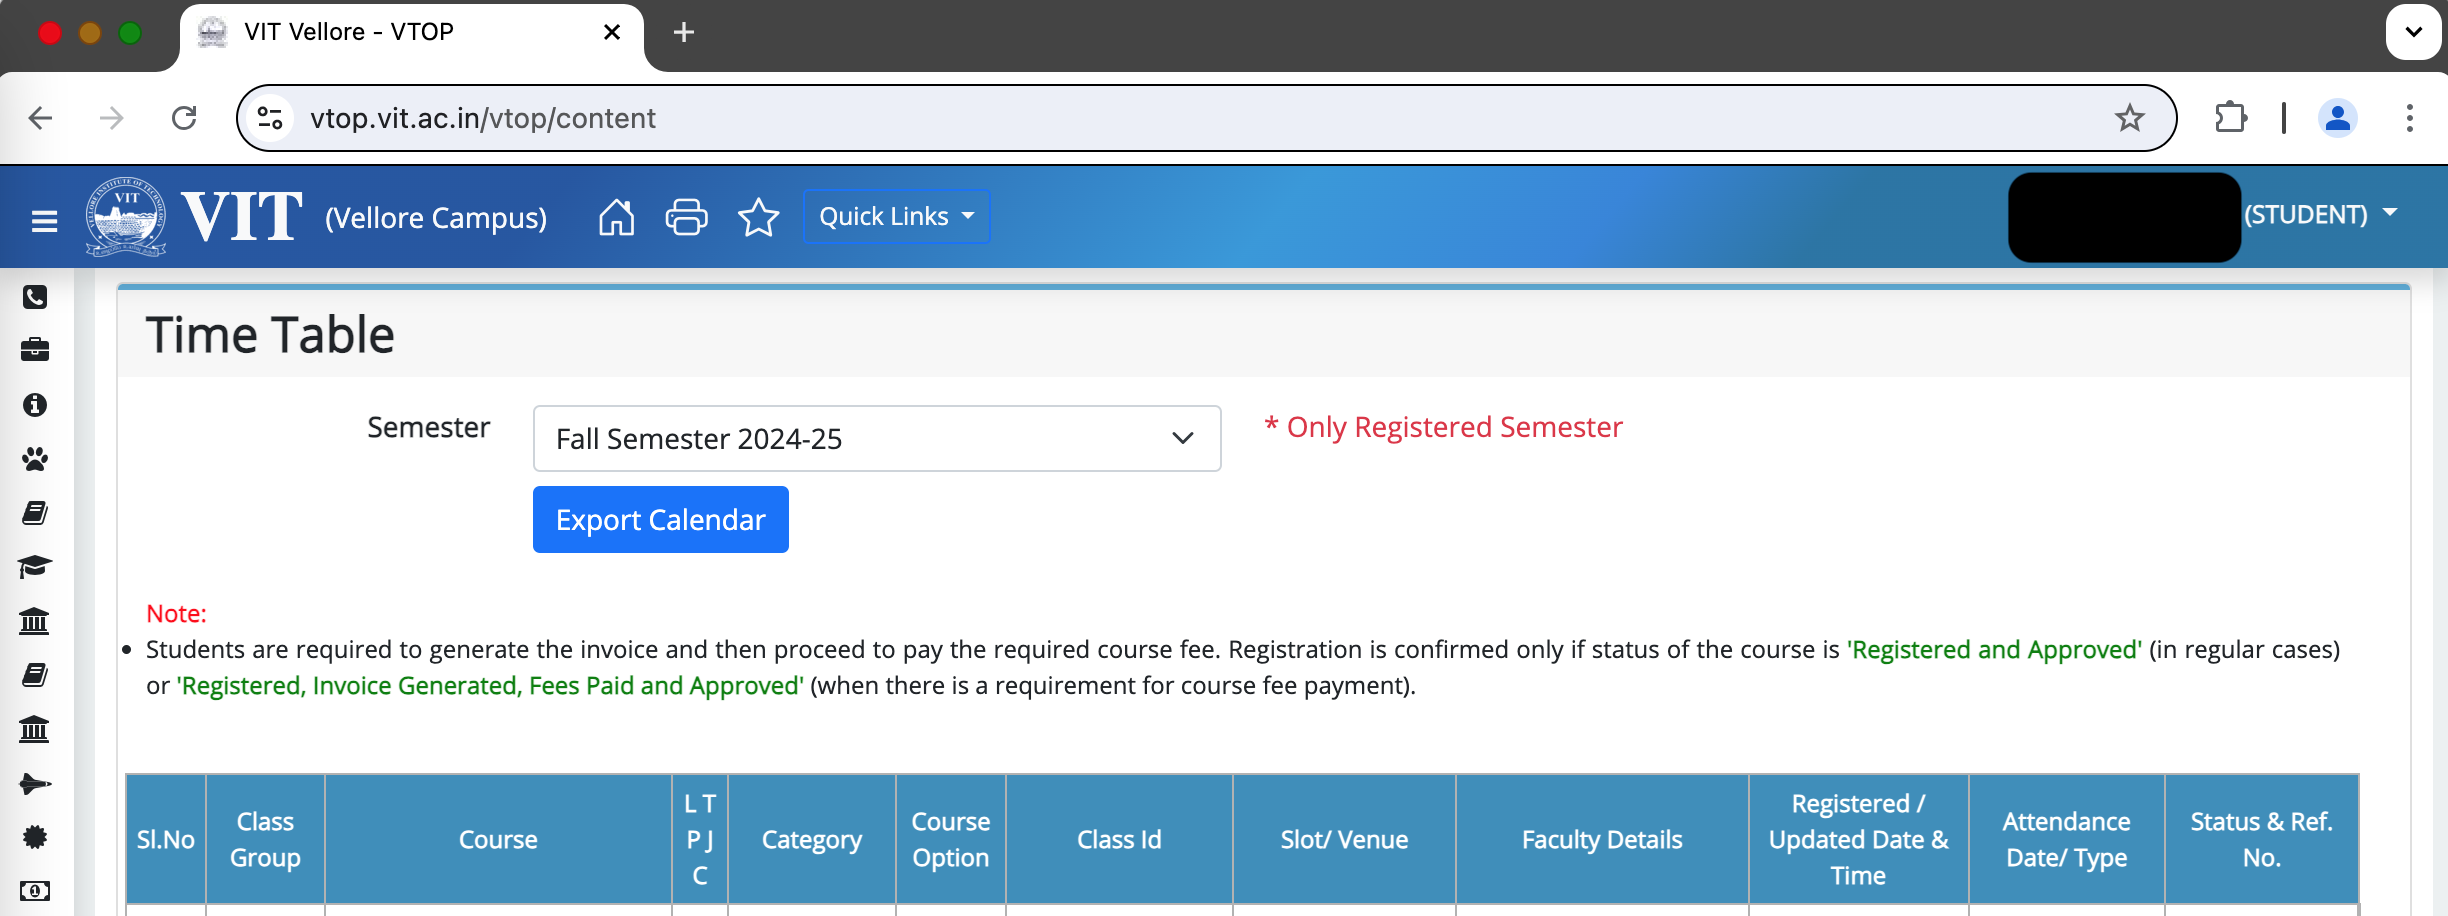 VIT Vellore - VTOP
vtop.vit.ac.in/vtop/content
VIT
VIT (Vellore Campus)
Quick Links
(STUDENT)
Time Table
Semester
Fall Semester 2024-25
* Only Registered Semester
Export Calendar
Note:
Students are required to generate the invoice and then proceed to pay the required course fee. Registration is confirmed only if status of the course is 'Registered and Approved' (in regular cases)
or 'Registered, Invoice Generated, Fees Paid and Approved' (when there is a requirement for course fee payment).
Sl.No
Class
Group
Course
L T
P J
C
Category
Course
Option
Class Id
Slot/ Venue
Faculty Details
Registered /
Updated Date &
Time
Attendance
Date/ Type
Status & Ref.
No.